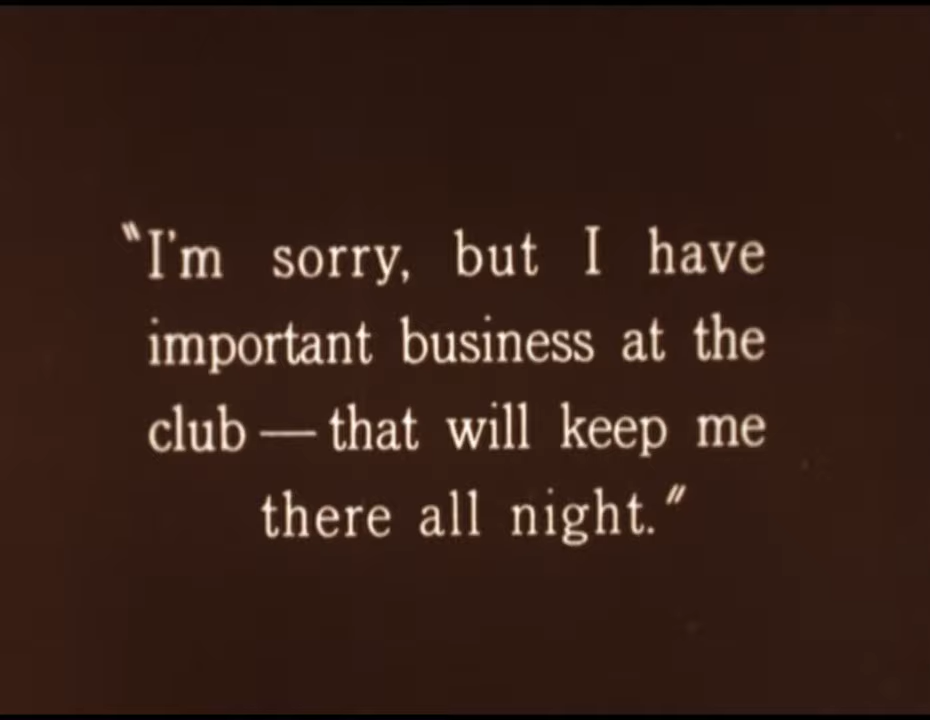 "I'm sorry, but I have
important business at the
club — that will keep me
there all night."